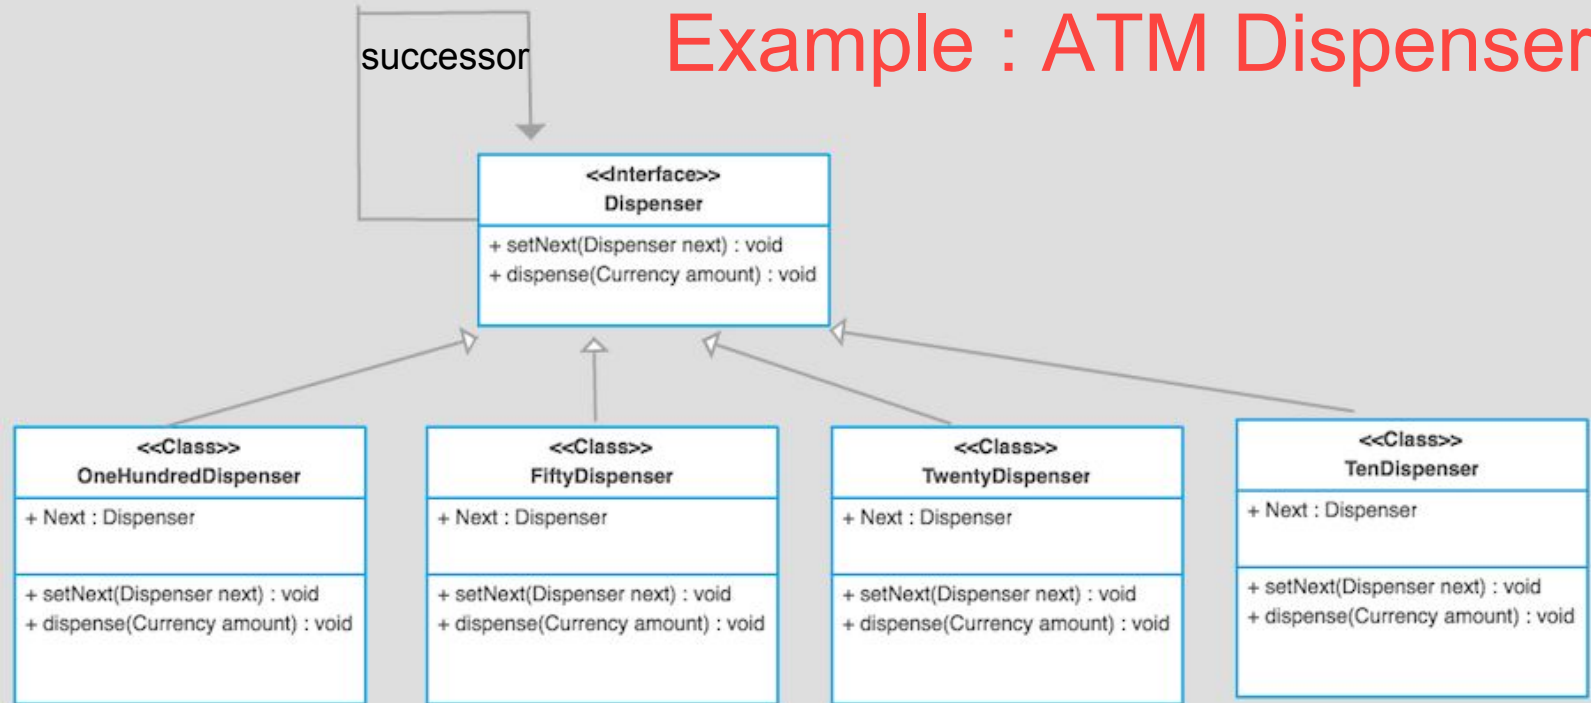 Example : ATM Dispenser
successor
<<Interface>>
Dispenser
+ setNext(Dispenser next) : void
+ dispense(Currency amount) : void
<<Class>>
OneHundredDispenser
+ Next : Dispenser
+ setNext(Dispenser next) : void
+ dispense(Currency amount) : void
<<Class>>
FiftyDispenser
+ Next : Dispenser
+ setNext(Dispenser next) : void
+ dispense(Currency amount) : void
<<Class>>
TwentyDispenser
+ Next : Dispenser
+ setNext(Dispenser next) : void
+ dispense(Currency amount) : void
<<Class>>
TenDispenser
+ Next : Dispenser
+ setNext(Dispenser next) : void
+ dispense(Currency amount) : void